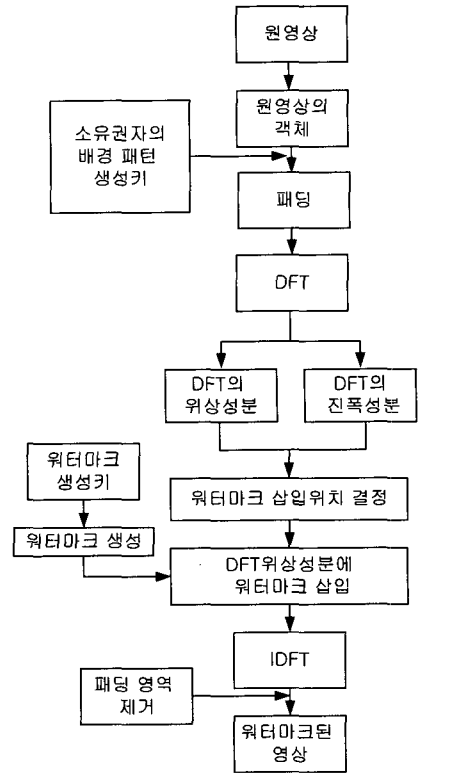 원영상
원영상의
객체
소유권자의
배경 패턴
생성키
패딩
DFT
DFT의
위상성분
DFT의
진폭성분
워터마크
생성키
워터마크 삽입위치 결정
워터마크 생성
DFT위상성분에
워터마크 삽입
IDFT
패딩 영역
제거
워터마크된
영상